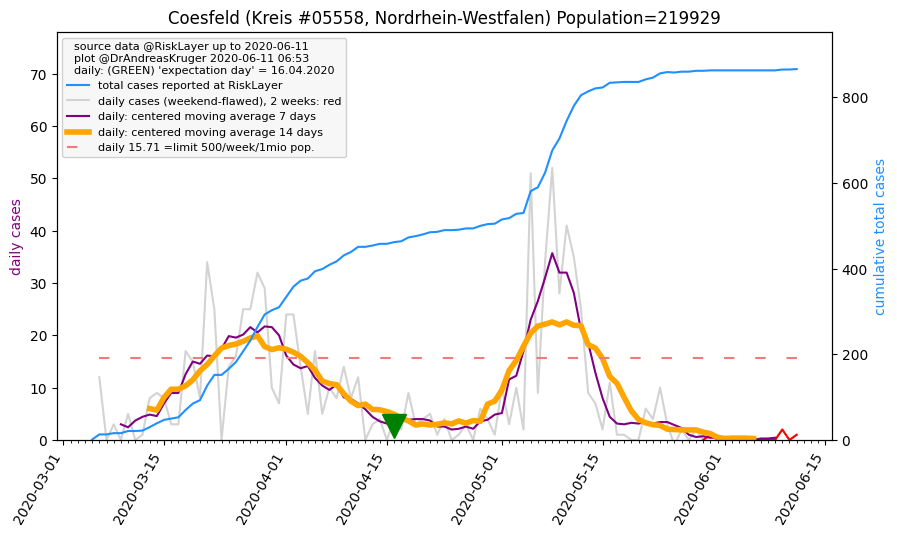 Coesfeld (Kreis #05558, Nordrhein-Westfalen) Population=219929
source data @RiskLayer up to 2020-06-11
plot @DrAndreasKruger 2020-06-11 06:53
daily: (GREEN) 'expectation day' = 16.04.2020
total cases reported at RiskLayer
daily cases (weekend-flawed), 2 weeks: red
daily: centered moving average 7 days
daily: centered moving average 14 days
daily 15.71 =limit 500/week/1mio pop.
daily cases
70
60
50
40
30
20
10
0
cumulative total cases
800
600
400
200
0
2020-03-01
2020-03-15
2020-04-01
2020-04-15
2020-05-01
2020-05-15
2020-06-01
2020-06-15